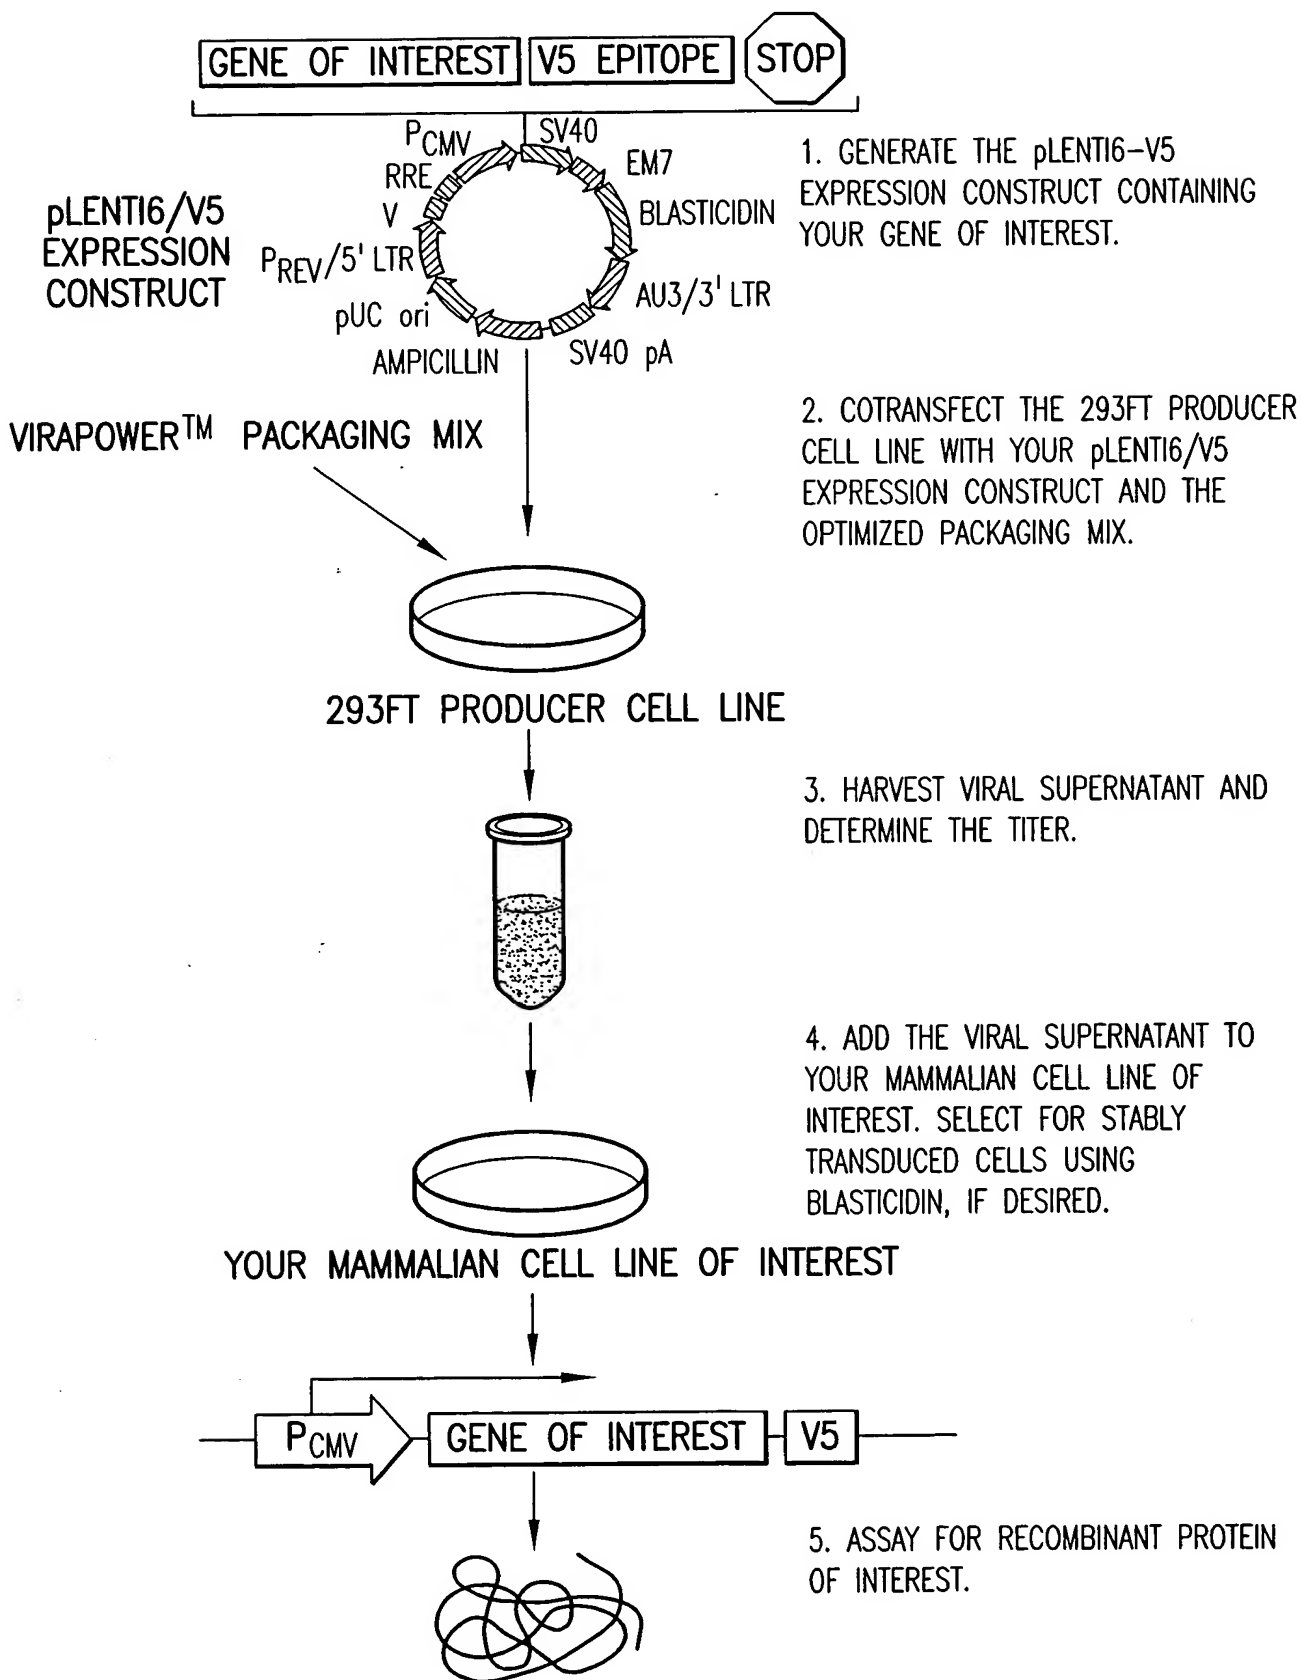 GENE OF INTEREST V5 EPITOPE STOP
PCMV
SV40
RRE
EM7
V
BLASTICIDIN
PREV/5' LTR
AU3/3' LTR
pUC ori
SV40 pA
AMPICILLIN
pLENTI6/V5
EXPRESSION
CONSTRUCT
1. GENERATE THE pLENTI6-V5
EXPRESSION CONSTRUCT CONTAINING
YOUR GENE OF INTEREST.
VIRAPOWER™ PACKAGING MIX
2. COTRANSFECT THE 293FT PRODUCER
CELL LINE WITH YOUR pLENTI6/V5
EXPRESSION CONSTRUCT AND THE
OPTIMIZED PACKAGING MIX.
293FT PRODUCER CELL LINE
3. HARVEST VIRAL SUPERNATANT AND
DETERMINE THE TITER.
4. ADD THE VIRAL SUPERNATANT TO
YOUR MAMMALIAN CELL LINE OF
INTEREST. SELECT FOR STABLY
TRANSDUCED CELLS USING
BLASTICIDIN, IF DESIRED.
YOUR MAMMALIAN CELL LINE OF INTEREST
PCMV GENE OF INTEREST V5
5. ASSAY FOR RECOMBINANT PROTEIN
OF INTEREST.